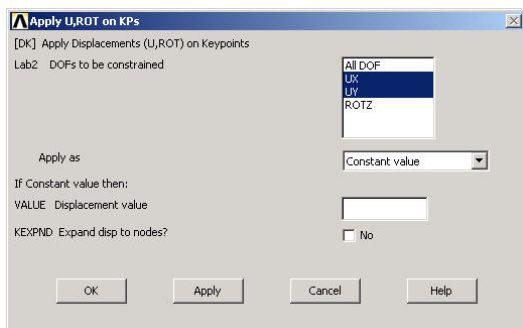 Apply U,ROT on KPs
[DK] Apply Displacements (U,ROT) on Keypoints
Lab2 DOFs to be constrained
All DOF
UX
UY
ROTZ
Apply as
Constant value
If Constant value then:
VALUE Displacement value
KEXPND Expand disp to nodes?
No
OK Apply Cancel Help